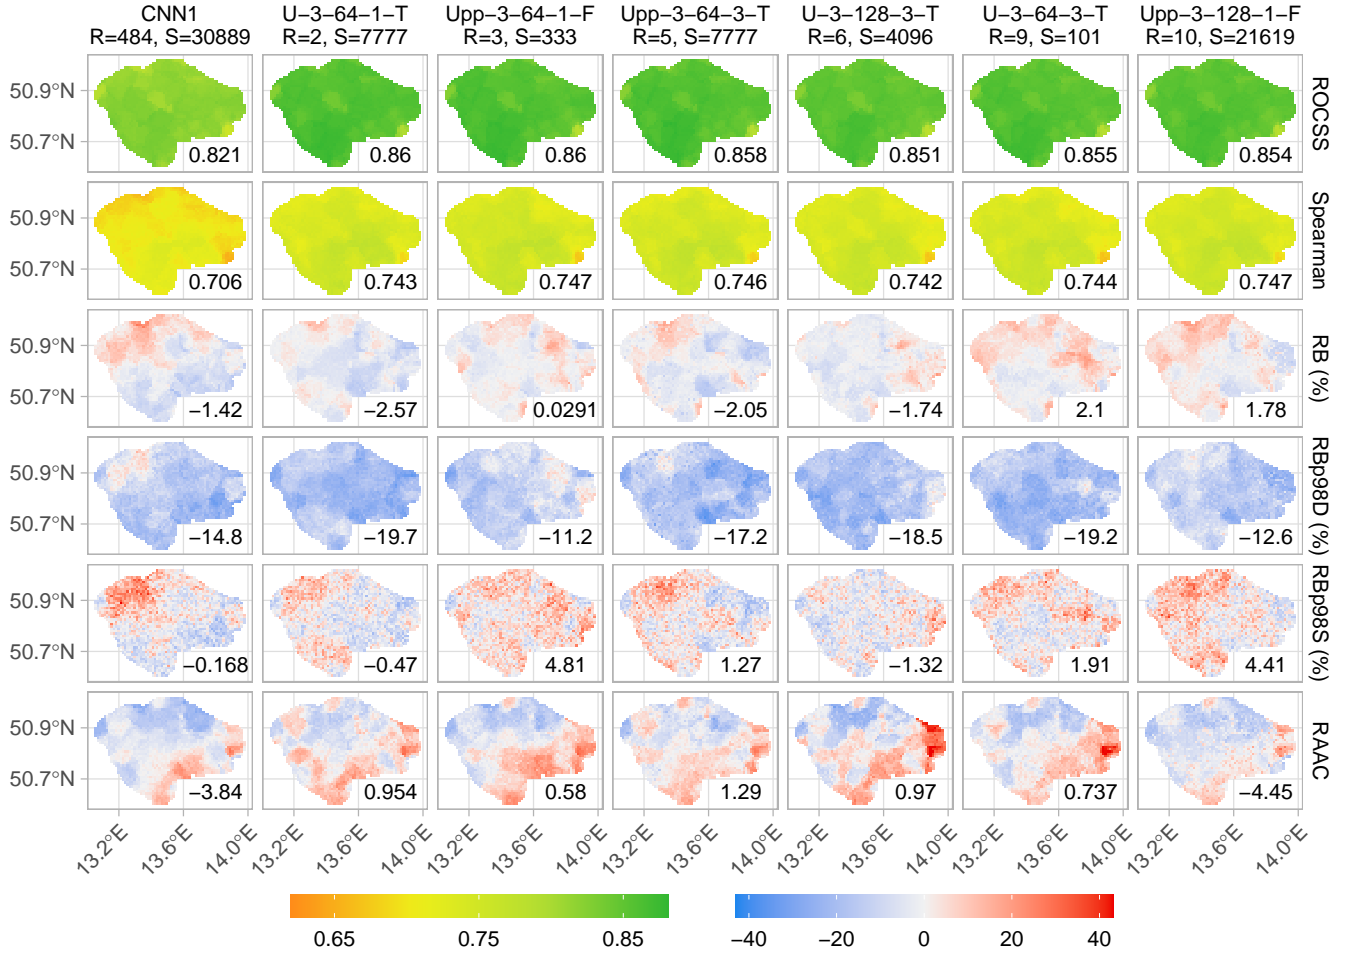 CNN1 U-3-64-1-T Upp-3-64-1-F Upp-3-64-3-T U-3-128-3-T U-3-64-3-T Upp-3-128-1-F
R=484, S=30889 R=2, S=7777 R=3, S=333 R=5, S=7777 R=6, S=4096 R=9, S=101 R=10, S=21619
50.9°N
50.7°N
0.821 0.86 0.86 0.858 0.851 0.855 0.854
ROCSS
50.9°N
50.7°N
0.706 0.743 0.747 0.746 0.742 0.744 0.747
Spearman
50.9°N
50.7°N
−1.42 −2.57 0.0291 −2.05 −1.74 2.1 1.78
RB (%)
50.9°N
50.7°N
−14.8 −19.7 −11.2 −17.2 −18.5 −19.2 −12.6
RBp98D (%)
50.9°N
50.7°N
−0.168 −0.47 4.81 1.27 −1.32 1.91 4.41
RBp98S (%)
50.9°N
50.7°N
−3.84 0.954 0.58 1.29 0.97 0.737 −4.45
RAAC
13.2°E 13.6°E 14.0°E 13.2°E 13.6°E 14.0°E 13.2°E 13.6°E 14.0°E 13.2°E 13.6°E 14.0°E 13.2°E 13.6°E 14.0°E 13.2°E 13.6°E 14.0°E 13.2°E 13.6°E 14.0°E
0.65 0.75 0.85
−40 −20 0 20 40